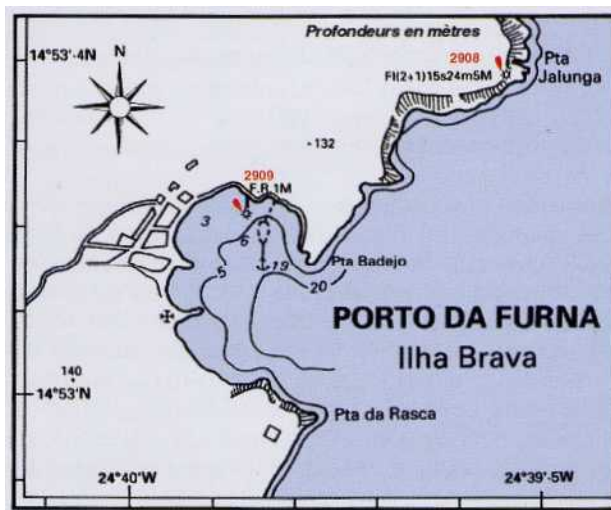 Profondeurs en mètres
14°53'·4N
N
2908
Fl(2+1)15s24m5M
Pta
Jalunga
132
2909
F.R.1M
3
6
5
19
Pta Badejo
20
PORTO DA FURNA
Ilha Brava
140
14°53'N
Pta da Rasca
24°40'W
24°39'·5W